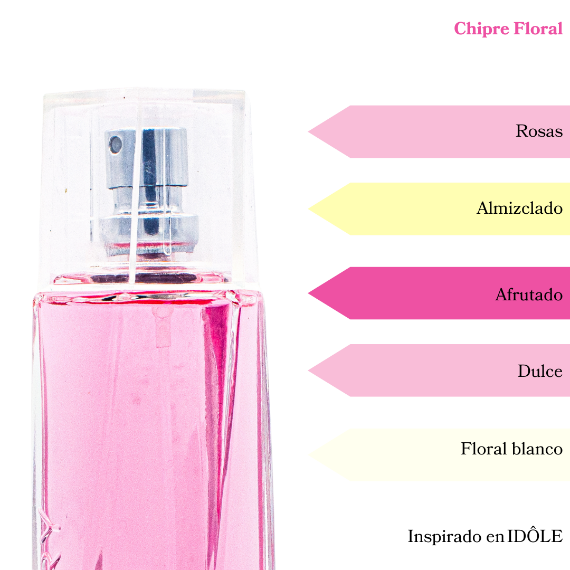 Chipre Floral
Rosas
Almizclado
Afrutado
Dulce
Floral blanco
Inspirado en IDÔLE